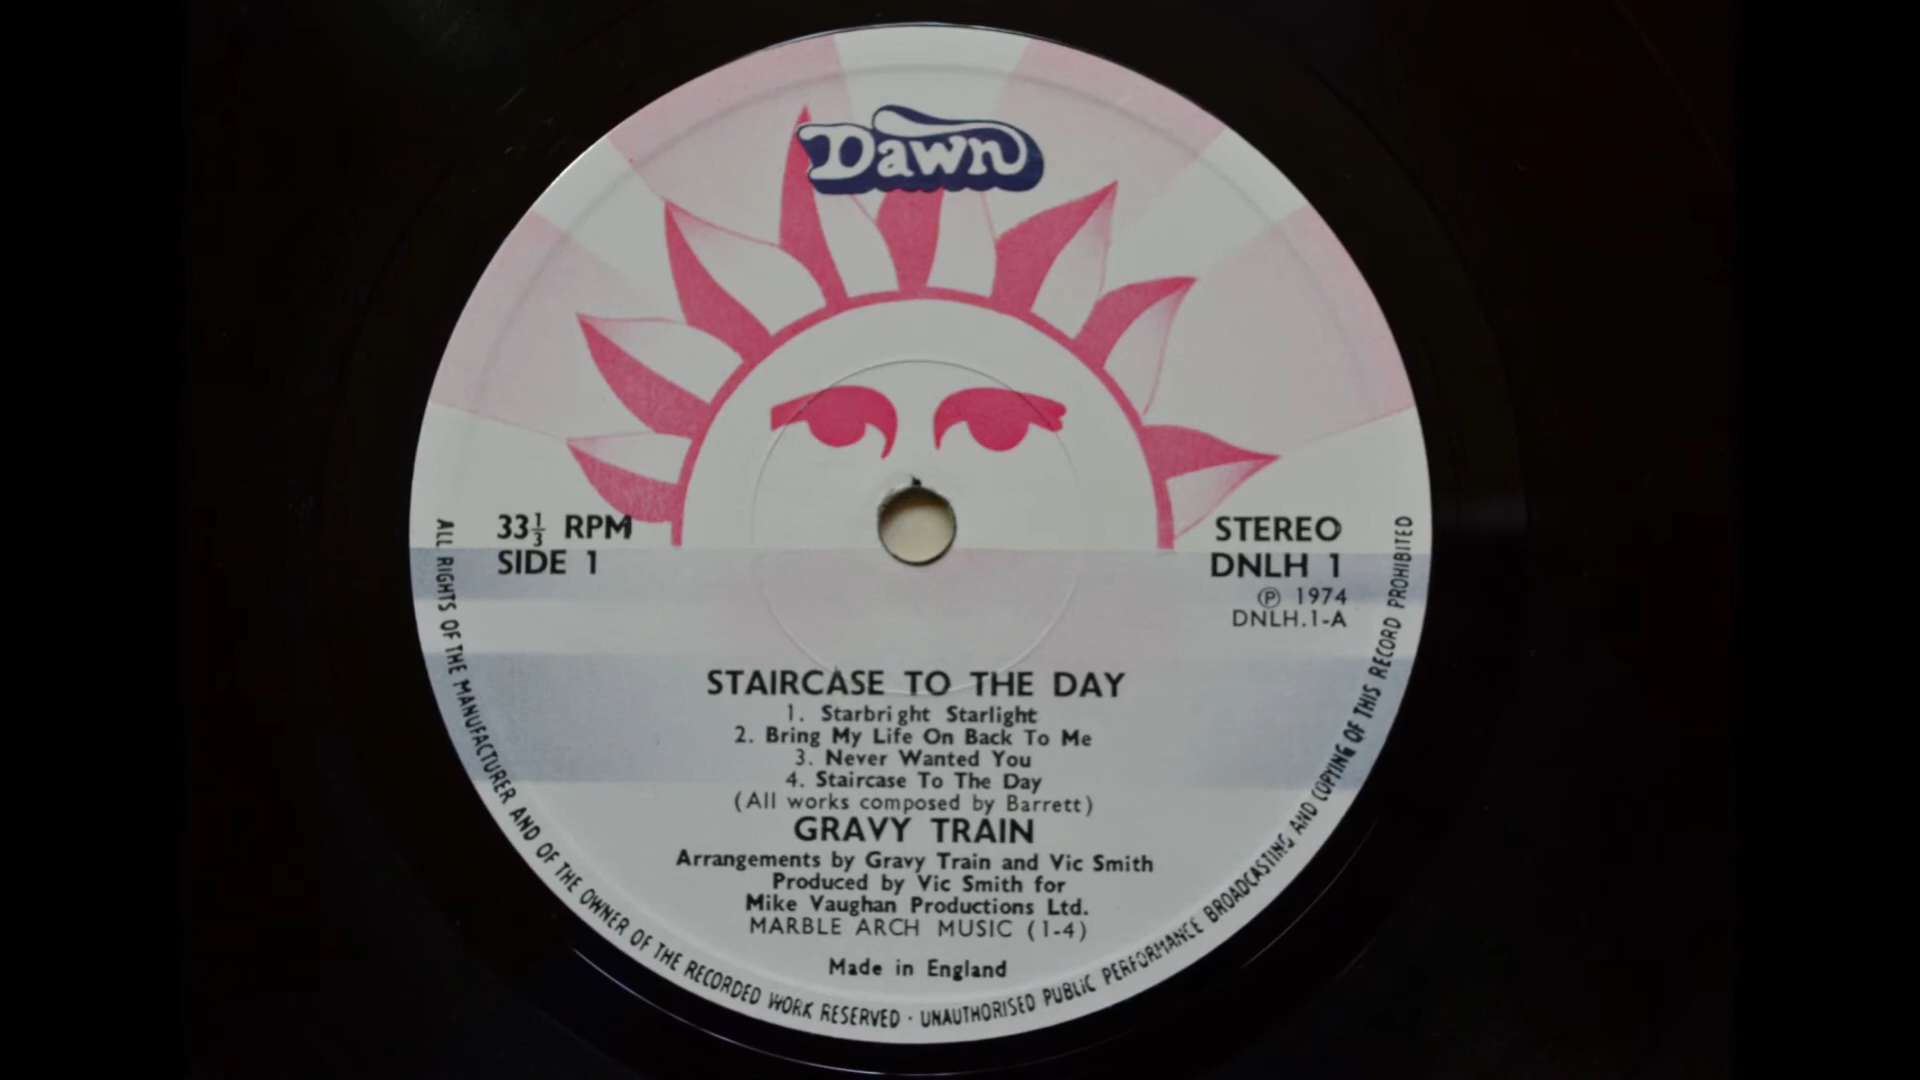 Dawn
33⅓ RPM
SIDE 1
STEREO
DNLH 1
℗ 1974
DNLH.1-A
STAIRCASE TO THE DAY
1. Starbright Starlight
2. Bring My Life On Back To Me
3. Never Wanted You
4. Staircase To The Day
(All works composed by Barrett)
GRAVY TRAIN
Arrangements by Gravy Train and Vic Smith
Produced by Vic Smith for
Mike Vaughan Productions Ltd.
MARBLE ARCH MUSIC (1-4)
Made in England
ALL RIGHTS OF THE MANUFACTURER AND OF THE OWNER OF THE RECORDED WORK RESERVED · UNAUTHORISED PUBLIC PERFORMANCE BROADCASTING AND COPYING OF THIS RECORD PROHIBITED